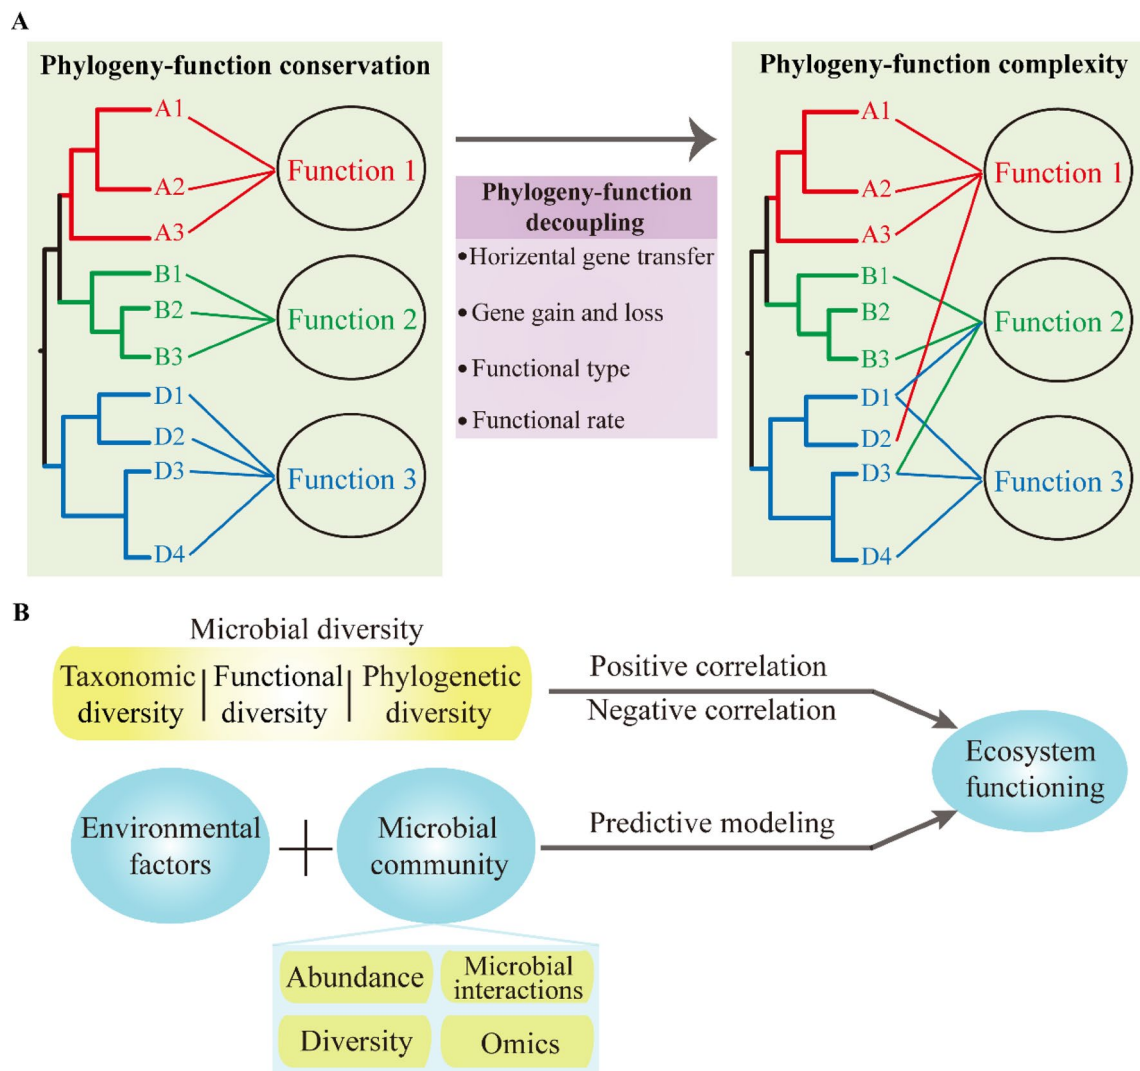 A
Phylogeny-function conservation
A1
A2
A3
B1
B2
B3
D1
D2
D3
D4
Function 1
Function 2
Function 3
Phylogeny-function
decoupling
•Horizental gene transfer
•Gene gain and loss
•Functional type
•Functional rate
Phylogeny-function complexity
A1
A2
A3
B1
B2
B3
D1
D2
D3
D4
Function 1
Function 2
Function 3
B
Microbial diversity
Taxonomic
diversity
Functional
diversity
Phylogenetic
diversity
Positive correlation
Negative correlation
Ecosystem
functioning
Environmental
factors
+
Microbial
community
Predictive modeling
Abundance
Microbial
interactions
Diversity
Omics